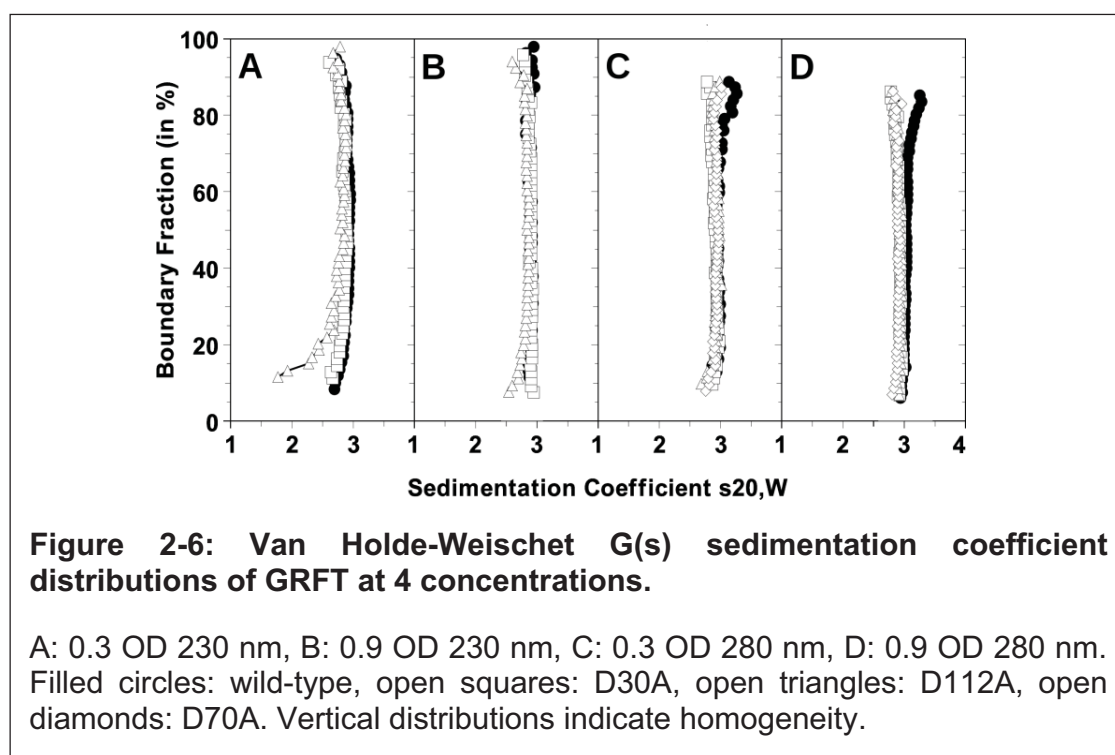 A
B
C
D
100
80
60
40
20
0
Boundary Fraction (in %)
1 2 3 1 2 3 1 2 3 1 2 3 4
Sedimentation Coefficient s20,W
Figure 2-6: Van Holde-Weischet G(s) sedimentation coefficient
distributions of GRFT at 4 concentrations.
A: 0.3 OD 230 nm, B: 0.9 OD 230 nm, C: 0.3 OD 280 nm, D: 0.9 OD 280 nm.
Filled circles: wild-type, open squares: D30A, open triangles: D112A, open
diamonds: D70A. Vertical distributions indicate homogeneity.